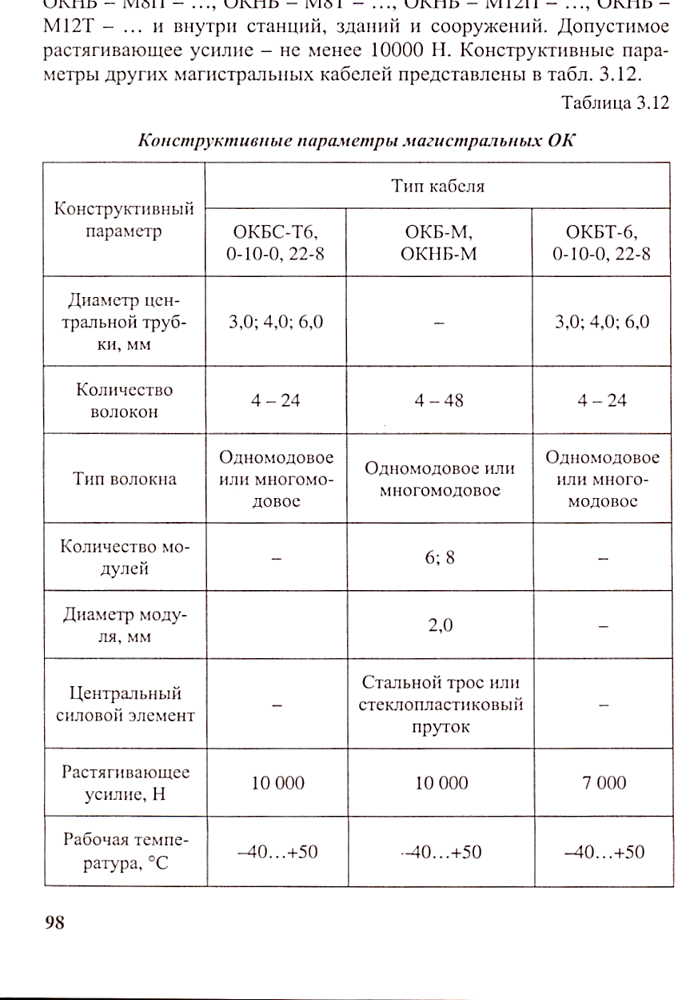 ОКНБ – М8П – …, ОКНБ – М8Т – …, ОКНБ – М12П – …, ОКНБ –
М12Т – … и внутри станций, зданий и сооружений. Допустимое
растягивающее усилие – не менее 10000 Н. Конструктивные пара-
метры других магистральных кабелей представлены в табл. 3.12.
Таблица 3.12
Конструктивные параметры магистральных ОК
Конструктивный
параметр
Тип кабеля
ОКБС-Т6,
0-10-0, 22-8
ОКБ-М,
ОКНБ-М
ОКБТ-6,
0-10-0, 22-8
Диаметр цен-
тральной труб-
ки, мм
3,0; 4,0; 6,0
–
3,0; 4,0; 6,0
Количество
волокон
4 – 24
4 – 48
4 – 24
Тип волокна
Одномодовое
или многомо-
довое
Одномодовое или
многомодовое
Одномодовое
или много-
модовое
Количество мо-
дулей
–
6; 8
–
Диаметр моду-
ля, мм
2,0
–
Центральный
силовой элемент
–
Стальной трос или
стеклопластиковый
пруток
–
Растягивающее
усилие, Н
10 000
10 000
7 000
Рабочая темпе-
ратура, °С
–40…+50
–40…+50
–40…+50
98